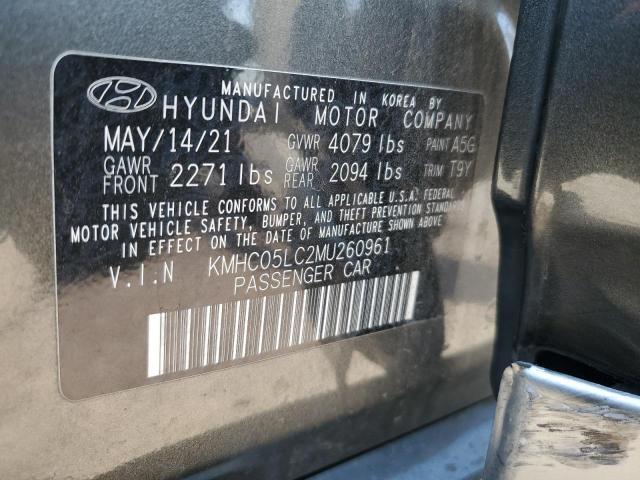 MANUFACTURED IN KOREA BY
HYUNDAI MOTOR COMPANY
MAY/14/21 GVWR 4079 lbs PAINT A5G
GAWR FRONT 2271 lbs GAWR REAR 2094 lbs TRIM T9Y
THIS VEHICLE CONFORMS TO ALL APPLICABLE U.S.A. FEDERAL
MOTOR VEHICLE SAFETY, BUMPER, AND THEFT PREVENTION STANDARDS
IN EFFECT ON THE DATE OF MANUFACTURE SHOWN ABOVE.
V.I.N KMHC05LC2MU260961
PASSENGER CAR